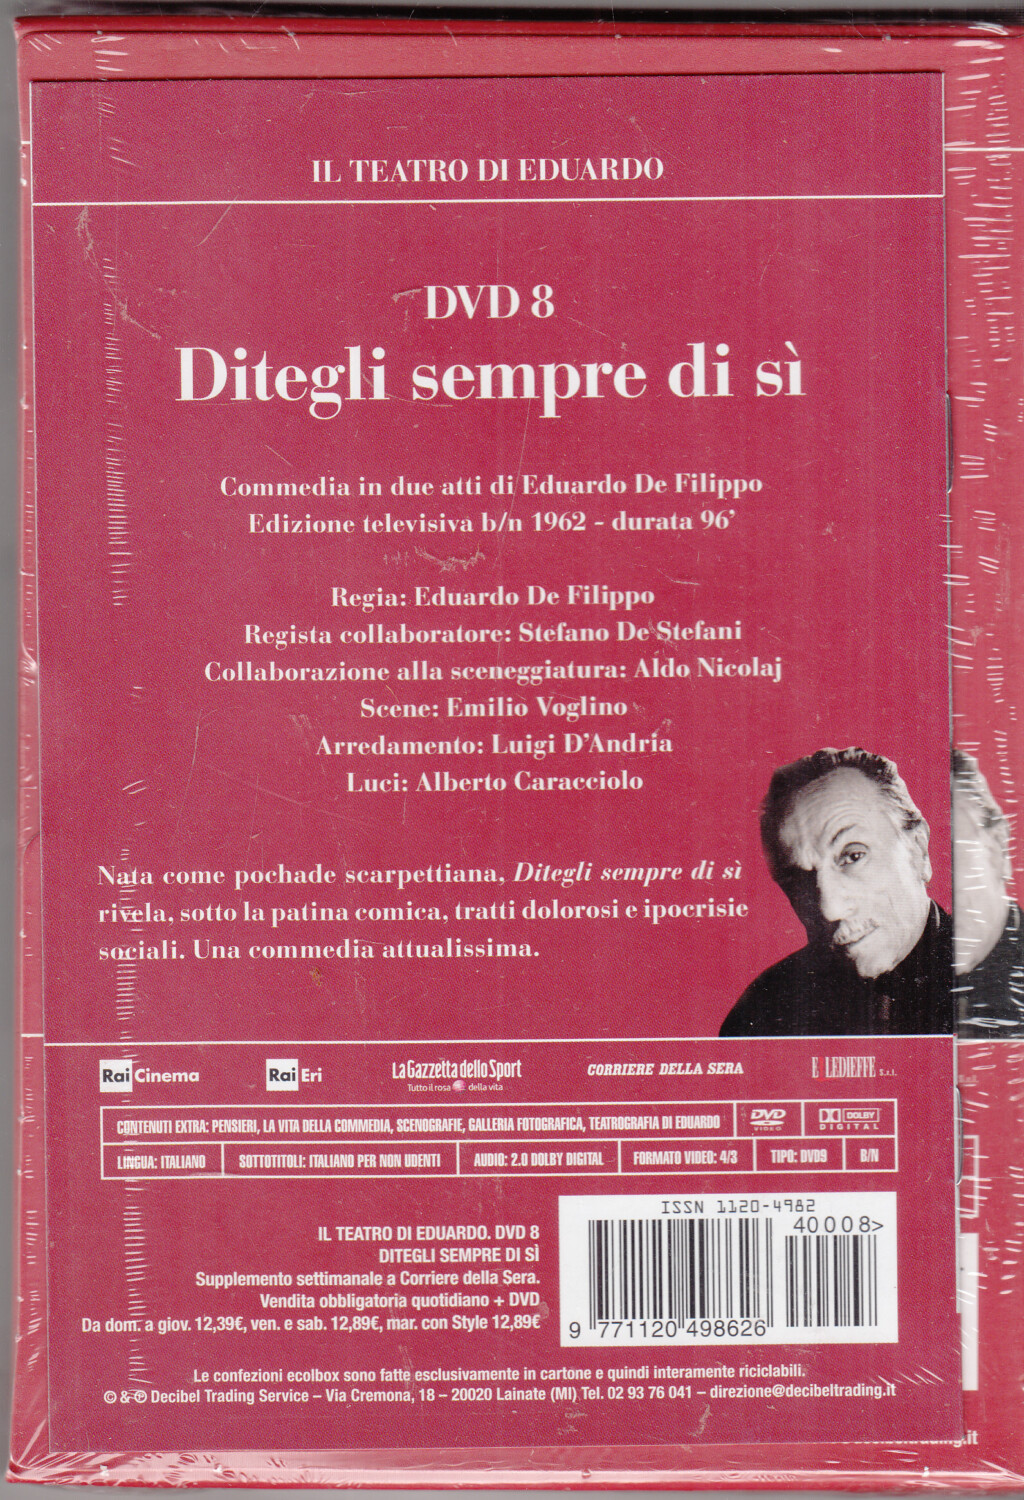 IL TEATRO DI EDUARDO
DVD 8
Ditegli sempre di sì
Commedia in due atti di Eduardo De Filippo
Edizione televisiva b/n 1962 - durata 96'
Regia: Eduardo De Filippo
Regista collaboratore: Stefano De Stefani
Collaborazione alla sceneggiatura: Aldo Nicolaj
Scene: Emilio Voglino
Arredamento: Luigi D'Andria
Luci: Alberto Caracciolo
Nata come pochade scarpettiana, Ditegli sempre di sì
rivela, sotto la patina comica, tratti dolorosi e ipocrisie
sociali. Una commedia attualissima.
Rai Cinema
Rai Eri
La Gazzetta dello Sport
Tutto il rosa della vita
CORRIERE DELLA SERA
ELLEDIEFFE S.r.l.
CONTENUTI EXTRA: PENSIERI, LA VITA DELLA COMMEDIA, SCENOGRAFIE, GALLERIA FOTOGRAFICA, TEATROGRAFIA DI EDUARDO
DVD VIDEO
DOLBY DIGITAL
LINGUA: ITALIANO
SOTTOTITOLI: ITALIANO PER NON UDENTI
AUDIO: 2.0 DOLBY DIGITAL
FORMATO VIDEO: 4/3
TIPO: DVD9
B/N
IL TEATRO DI EDUARDO. DVD 8
DITEGLI SEMPRE DI SÌ
Supplemento settimanale a Corriere della Sera.
Vendita obbligatoria quotidiano + DVD
Da dom. a giov. 12,39€, ven. e sab. 12,89€, mar. con Style 12,89€
ISSN 1120-4982
40008>
9 771120 498626
Le confezioni ecolbox sono fatte esclusivamente in cartone e quindi interamente riciclabili.
© & ℗ Decibel Trading Service – Via Cremona, 18 – 20020 Lainate (MI) Tel. 02 93 76 041 – direzione@decibeltrading.it